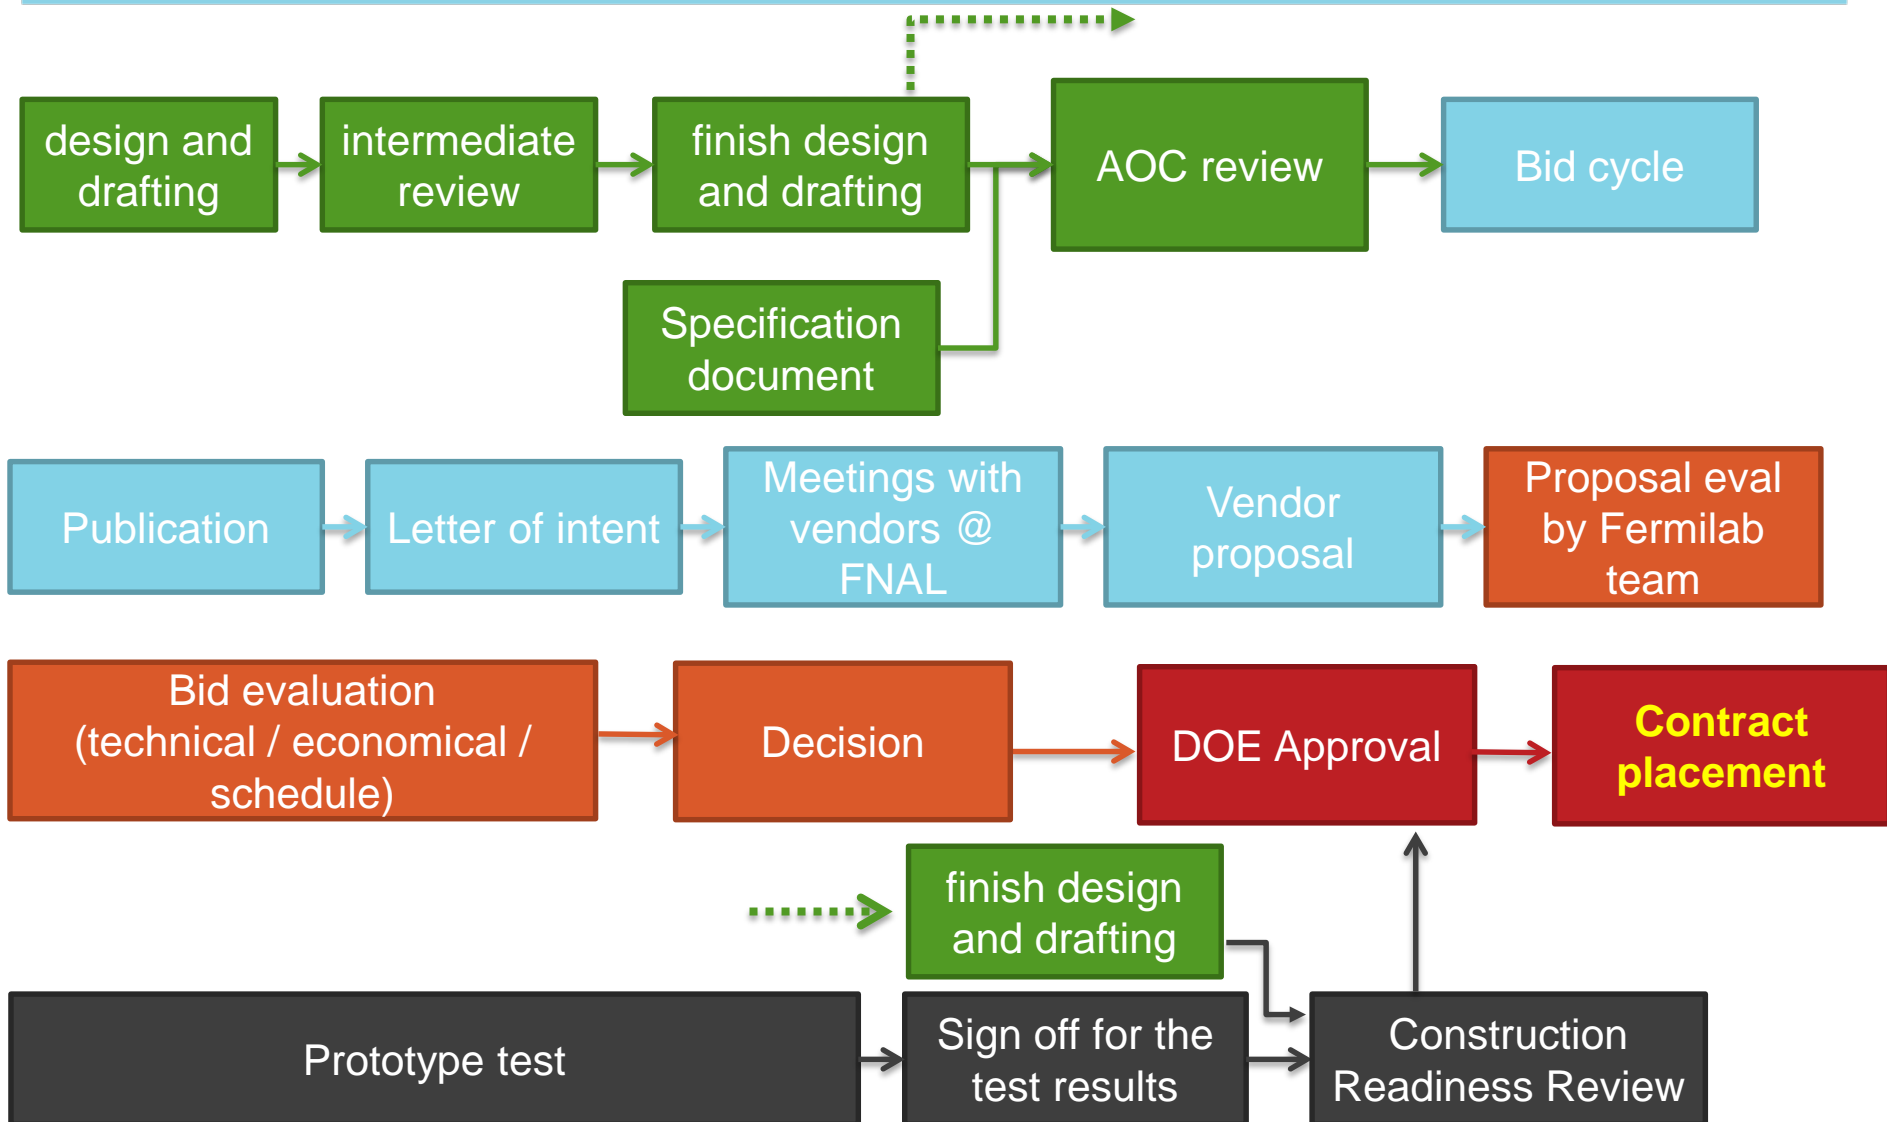 design and
drafting
intermediate
review
finish design
and drafting
AOC review
Bid cycle
Specification
document
Publication
Letter of intent
Meetings with
vendors @
FNAL
Vendor
proposal
Proposal eval
by Fermilab
team
Bid evaluation
(technical / economical /
schedule)
Decision
DOE Approval
Contract
placement
finish design
and drafting
Prototype test
Sign off for the
test results
Construction
Readiness Review